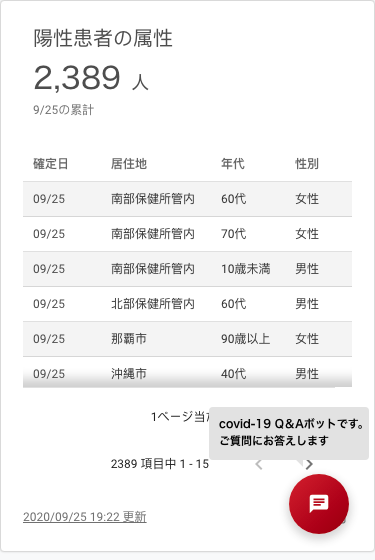 陽性患者の属性
2,389 人
9/25の累計
確定日 居住地 年代 性別
09/25 南部保健所管内 60代 女性
09/25 南部保健所管内 70代 女性
09/25 南部保健所管内 10歳未満 男性
09/25 北部保健所管内 60代 男性
09/25 那覇市 90歳以上 女性
09/25 沖縄市 40代 男性
1ページ当た
covid-19 Q&Aボットです。
ご質問にお答えします
2389 項目中 1 - 15
2020/09/25 19:22 更新